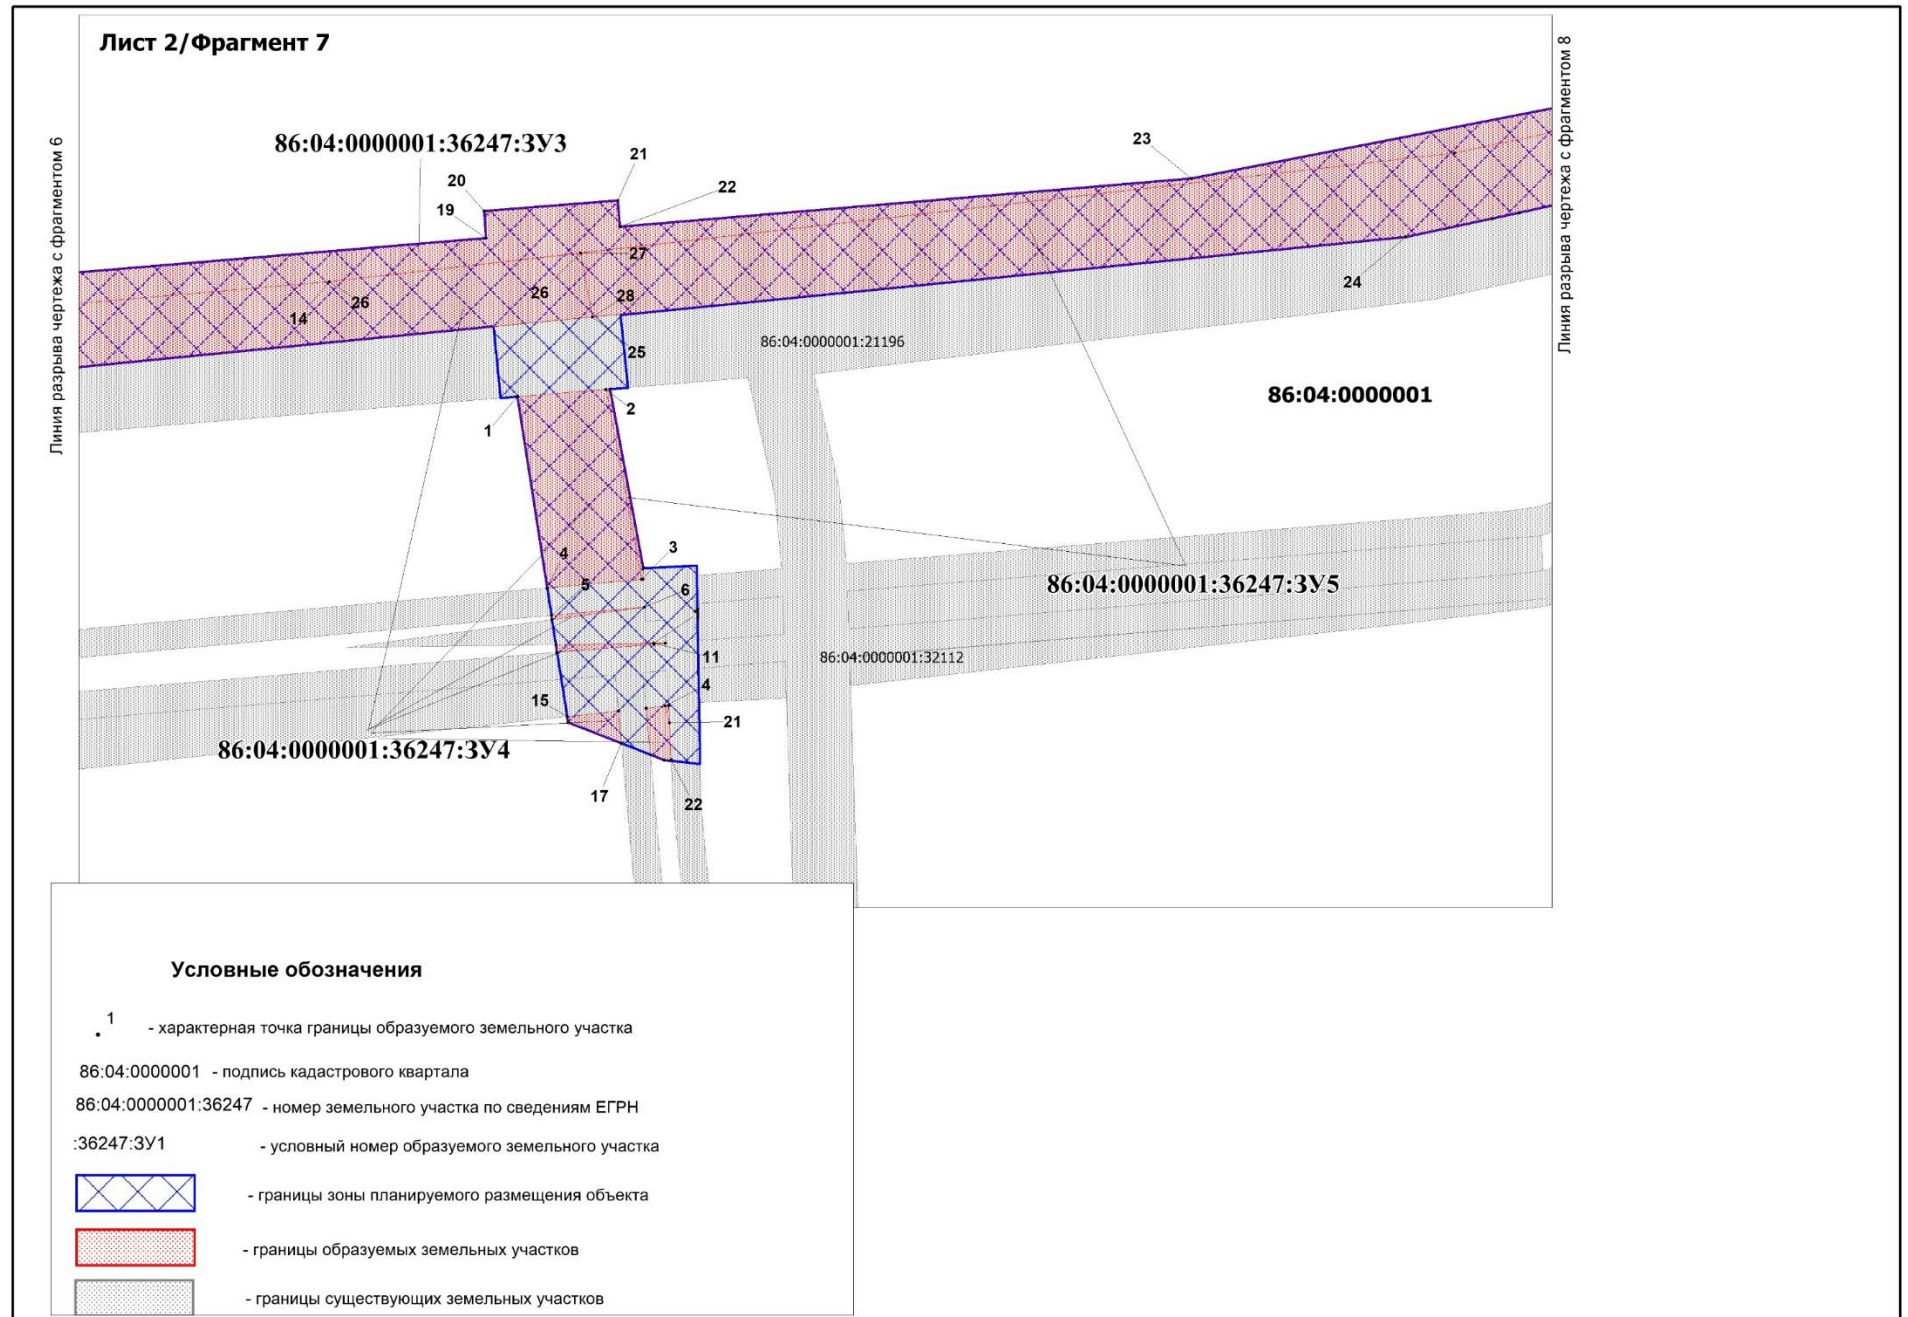 Лист 2/Фрагмент 7
Линия разрыва чертежа с фрагментом 6
Линия разрыва чертежа с фрагментом 8
86:04:0000001:36247:ЗУ3
23
21
20
22
19
27
26
24
26
28
14
86:04:0000001:21196
25
86:04:0000001
2
1
3
4
5
6
86:04:0000001:36247:ЗУ5
11
86:04:0000001:32112
4
15
21
86:04:0000001:36247:ЗУ4
17
22
Условные обозначения
1 - характерная точка границы образуемого земельного участка
86:04:0000001 - подпись кадастрового квартала
86:04:0000001:36247 - номер земельного участка по сведениям ЕГРН
:36247:ЗУ1 - условный номер образуемого земельного участка
- границы зоны планируемого размещения объекта
- границы образуемых земельных участков
- границы существующих земельных участков